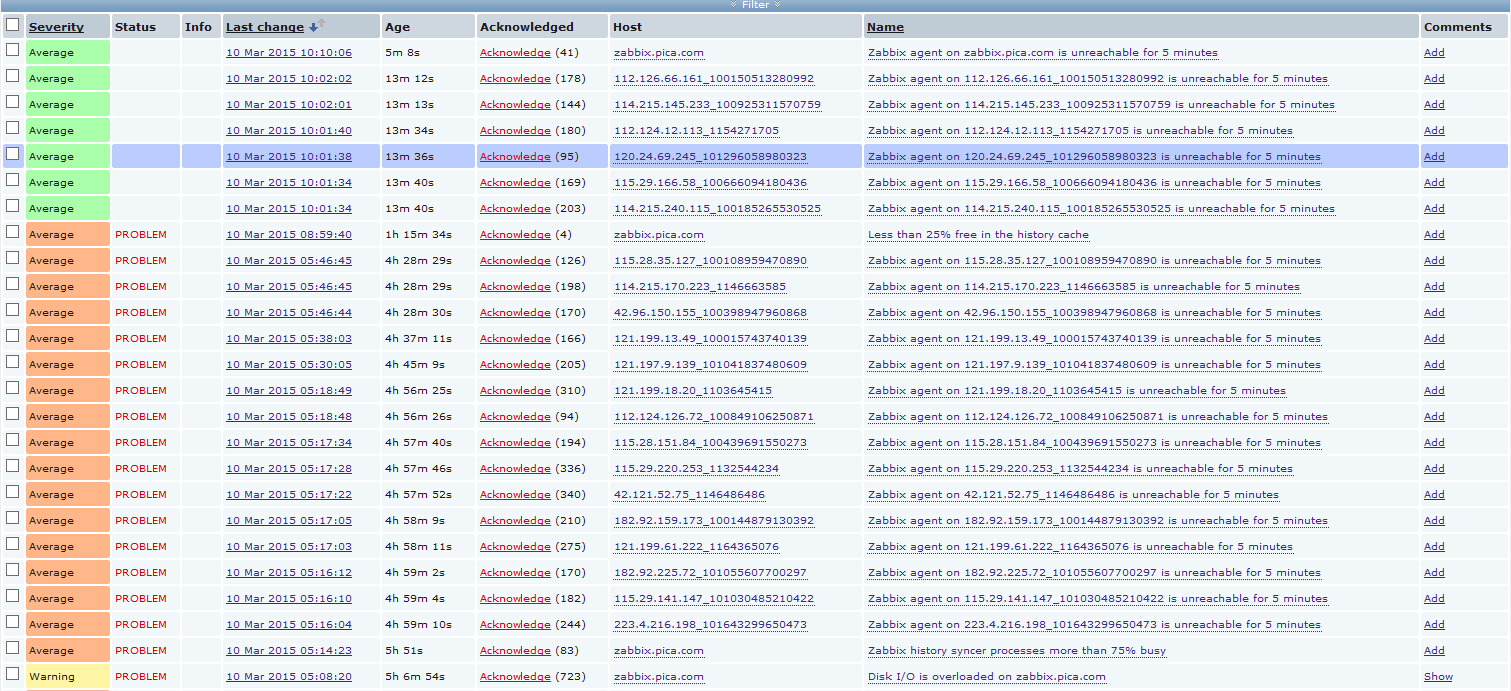 Filter
Severity Status Info Last change Age Acknowledged Host Name Comments
Average 10 Mar 2015 10:10:06 5m 8s Acknowledge (41) zabbix.pica.com Zabbix agent on zabbix.pica.com is unreachable for 5 minutes Add
Average 10 Mar 2015 10:02:02 13m 12s Acknowledge (178) 112.126.66.161_100150513280992 Zabbix agent on 112.126.66.161_100150513280992 is unreachable for 5 minutes Add
Average 10 Mar 2015 10:02:01 13m 13s Acknowledge (144) 114.215.145.233_100925311570759 Zabbix agent on 114.215.145.233_100925311570759 is unreachable for 5 minutes Add
Average 10 Mar 2015 10:01:40 13m 34s Acknowledge (180) 112.124.12.113_1154271705 Zabbix agent on 112.124.12.113_1154271705 is unreachable for 5 minutes Add
Average 10 Mar 2015 10:01:38 13m 36s Acknowledge (95) 120.24.69.245_101296058980323 Zabbix agent on 120.24.69.245_101296058980323 is unreachable for 5 minutes Add
Average 10 Mar 2015 10:01:34 13m 40s Acknowledge (169) 115.29.166.58_100666094180436 Zabbix agent on 115.29.166.58_100666094180436 is unreachable for 5 minutes Add
Average 10 Mar 2015 10:01:34 13m 40s Acknowledge (203) 114.215.240.115_100185265530525 Zabbix agent on 114.215.240.115_100185265530525 is unreachable for 5 minutes Add
Average PROBLEM 10 Mar 2015 08:59:40 1h 15m 34s Acknowledge (4) zabbix.pica.com Less than 25% free in the history cache Add
Average PROBLEM 10 Mar 2015 05:46:45 4h 28m 29s Acknowledge (126) 115.28.35.127_100108959470890 Zabbix agent on 115.28.35.127_100108959470890 is unreachable for 5 minutes Add
Average PROBLEM 10 Mar 2015 05:46:45 4h 28m 29s Acknowledge (198) 114.215.170.223_1146663585 Zabbix agent on 114.215.170.223_1146663585 is unreachable for 5 minutes Add
Average PROBLEM 10 Mar 2015 05:46:44 4h 28m 30s Acknowledge (170) 42.96.150.155_100398947960868 Zabbix agent on 42.96.150.155_100398947960868 is unreachable for 5 minutes Add
Average PROBLEM 10 Mar 2015 05:38:03 4h 37m 11s Acknowledge (166) 121.199.13.49_100015743740139 Zabbix agent on 121.199.13.49_100015743740139 is unreachable for 5 minutes Add
Average PROBLEM 10 Mar 2015 05:30:05 4h 45m 9s Acknowledge (205) 121.197.9.139_101041837480609 Zabbix agent on 121.197.9.139_101041837480609 is unreachable for 5 minutes Add
Average PROBLEM 10 Mar 2015 05:18:49 4h 56m 25s Acknowledge (310) 121.199.18.20_1103645415 Zabbix agent on 121.199.18.20_1103645415 is unreachable for 5 minutes Add
Average PROBLEM 10 Mar 2015 05:18:48 4h 56m 26s Acknowledge (94) 112.124.126.72_100849106250871 Zabbix agent on 112.124.126.72_100849106250871 is unreachable for 5 minutes Add
Average PROBLEM 10 Mar 2015 05:17:34 4h 57m 40s Acknowledge (194) 115.28.151.84_100439691550273 Zabbix agent on 115.28.151.84_100439691550273 is unreachable for 5 minutes Add
Average PROBLEM 10 Mar 2015 05:17:28 4h 57m 46s Acknowledge (336) 115.29.220.253_1132544234 Zabbix agent on 115.29.220.253_1132544234 is unreachable for 5 minutes Add
Average PROBLEM 10 Mar 2015 05:17:22 4h 57m 52s Acknowledge (340) 42.121.52.75_1146486486 Zabbix agent on 42.121.52.75_1146486486 is unreachable for 5 minutes Add
Average PROBLEM 10 Mar 2015 05:17:05 4h 58m 9s Acknowledge (210) 182.92.159.173_100144879130392 Zabbix agent on 182.92.159.173_100144879130392 is unreachable for 5 minutes Add
Average PROBLEM 10 Mar 2015 05:17:03 4h 58m 11s Acknowledge (275) 121.199.61.222_1164365076 Zabbix agent on 121.199.61.222_1164365076 is unreachable for 5 minutes Add
Average PROBLEM 10 Mar 2015 05:16:12 4h 59m 2s Acknowledge (170) 182.92.225.72_101055607700297 Zabbix agent on 182.92.225.72_101055607700297 is unreachable for 5 minutes Add
Average PROBLEM 10 Mar 2015 05:16:10 4h 59m 4s Acknowledge (182) 115.29.141.147_101030485210422 Zabbix agent on 115.29.141.147_101030485210422 is unreachable for 5 minutes Add
Average PROBLEM 10 Mar 2015 05:16:04 4h 59m 10s Acknowledge (244) 223.4.216.198_101643299650473 Zabbix agent on 223.4.216.198_101643299650473 is unreachable for 5 minutes Add
Average PROBLEM 10 Mar 2015 05:14:23 5h 51s Acknowledge (83) zabbix.pica.com Zabbix history syncer processes more than 75% busy Add
Warning PROBLEM 10 Mar 2015 05:08:20 5h 6m 54s Acknowledge (723) zabbix.pica.com Disk I/O is overloaded on zabbix.pica.com Show